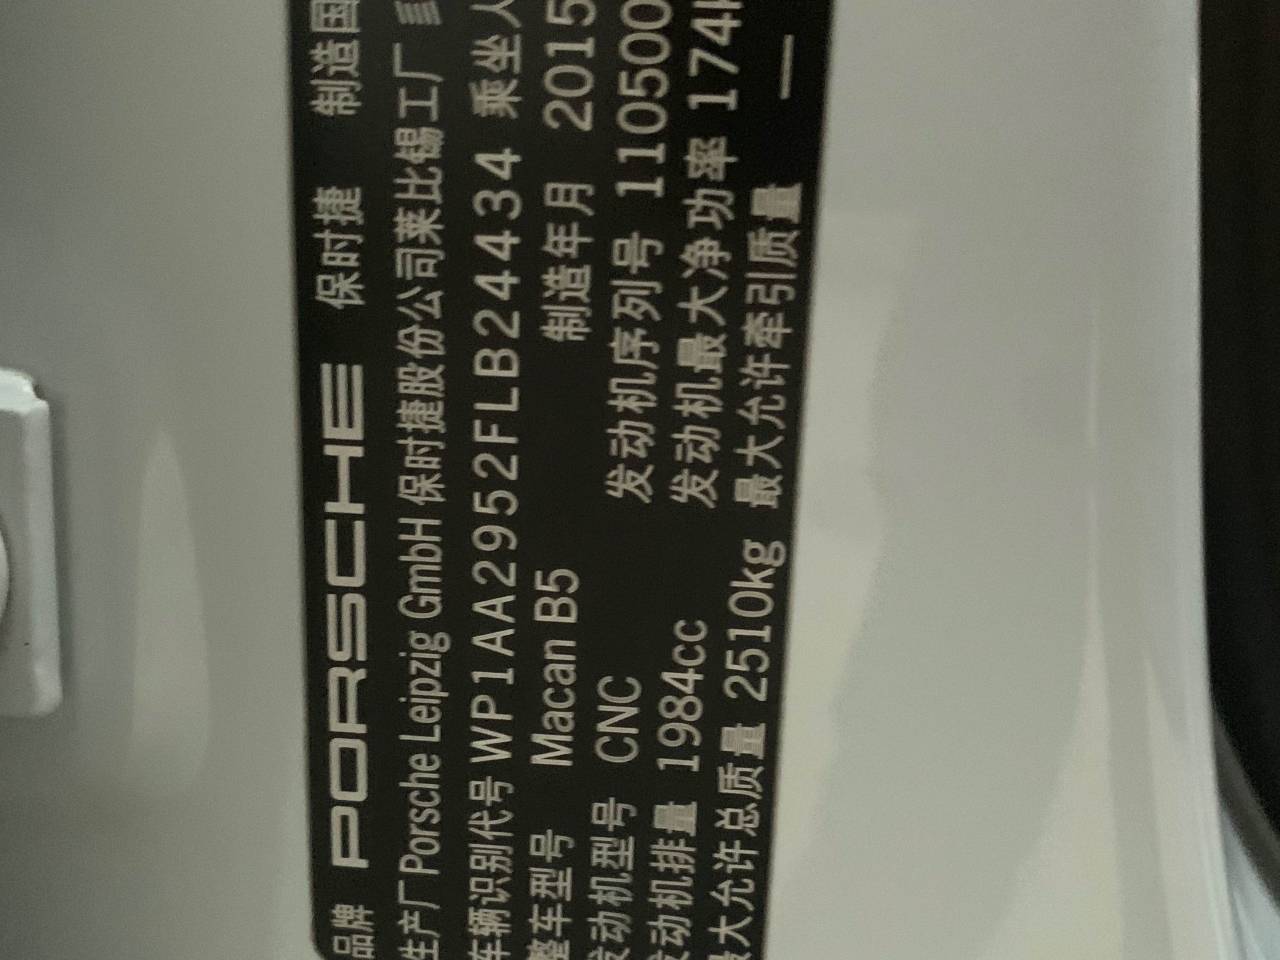 品牌 PORSCHE 保时捷 制造国
生产厂 Porsche Leipzig GmbH 保时捷股份公司莱比锡工厂
车辆识别代号 WP1AA2952FLB24434 乘坐人
整车型号 Macan B5 制造年月 2015
发动机型号 CNC 发动机序列号 110500
发动机排量 1984cc 发动机最大净功率 174
最大允许总质量 2510kg 最大允许牵引质量 —